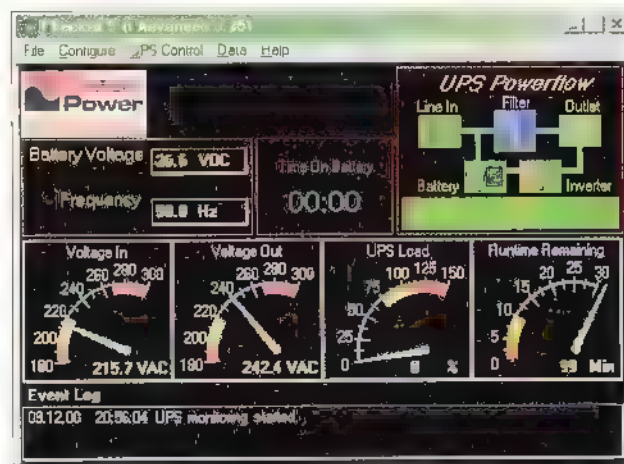 File Configure UPS Control Data Help
Power
UPS Powerflow
Line In Filter Outlet
Battery Inverter
Battery Voltage VDC
Frequency Hz
Time On Battery
00:00
Voltage In
180 200 220 240 260 280 300
215.7 VAC
Voltage Out
180 200 220 240 260 280 300
242.4 VAC
UPS Load
0 25 50 75 100 125 150
%
Runtime Remaining
0 5 10 15 20 25 30
Min
Event Log
20:56:04 UPS monitoring started